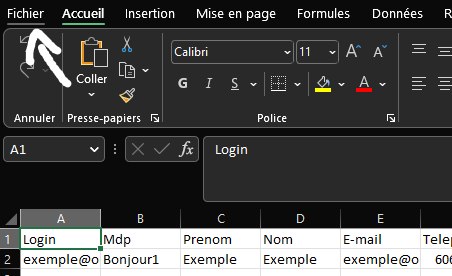 Fichier Accueil Insertion Mise en page Formules Données R
Coller Calibri 11 A A
G I S A
Annuler Presse-papiers Police
A1 fx Login
A B C D E
1 Login Mdp Prenom Nom E-mail Telep
2 exemple@o Bonjour1 Exemple Exemple exemple@o 606